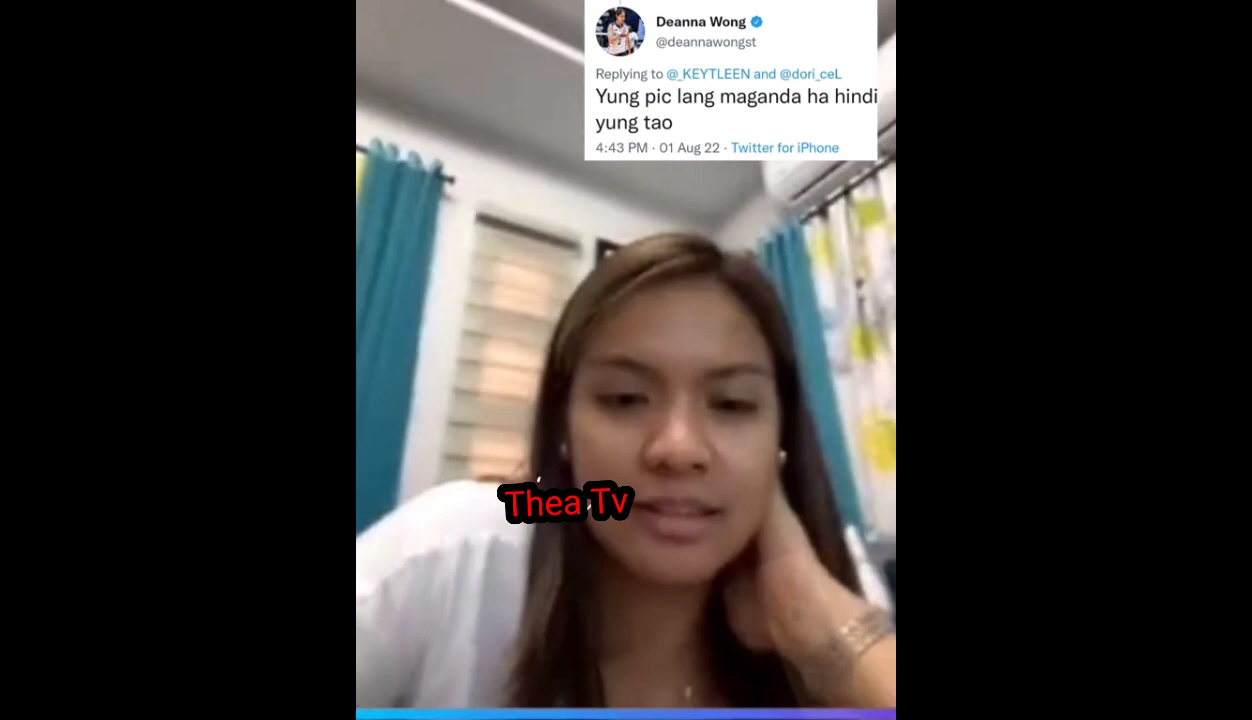 Deanna Wong
@deannawongst
Replying to @_KEYTLEEN and @dori_ceL
Yung pic lang maganda ha hindi
yung tao
4:43 PM · 01 Aug 22 · Twitter for iPhone
Thea Tv